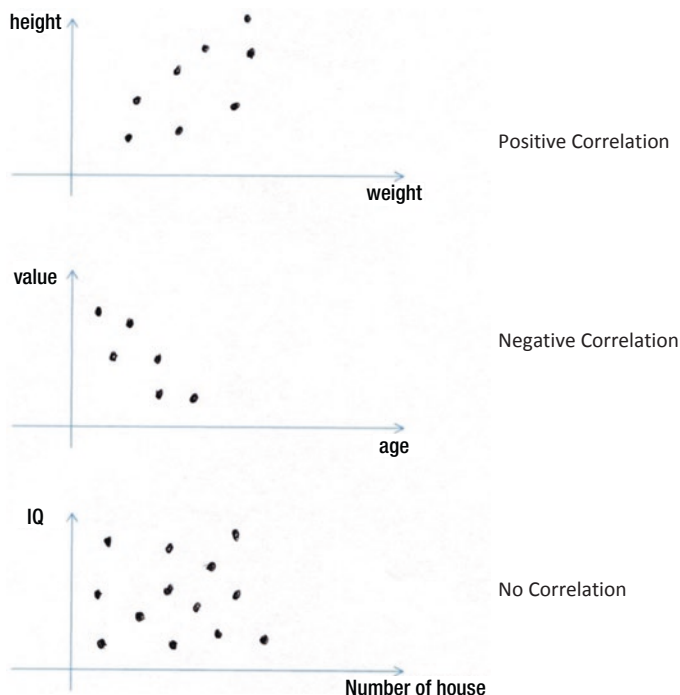 height
Positive Correlation
weight
value
Negative Correlation
age
IQ
No Correlation
Number of house